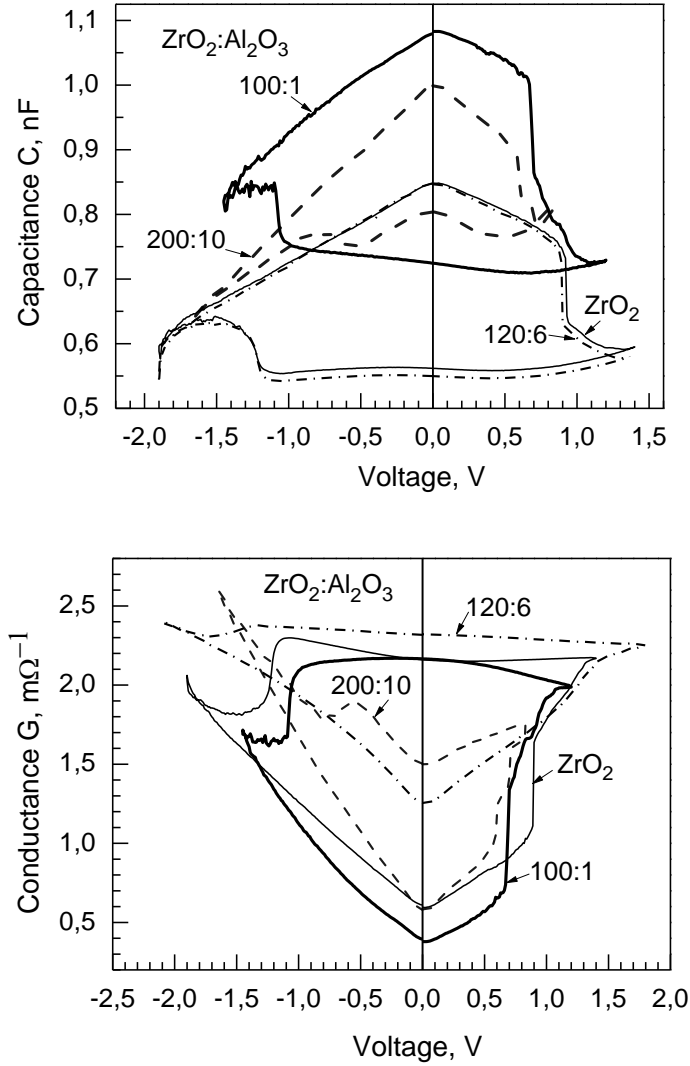 1,1
ZrO₂:Al₂O₃
1,0
100:1
0,9
0,8
200:10
0,7
ZrO₂
0,6
120:6
0,5
Capacitance C, nF
-2,0 -1,5 -1,0 -0,5 0,0 0,5 1,0 1,5
Voltage, V
ZrO₂:Al₂O₃
2,5
120:6
2,0
200:10
ZrO₂
1,5
1,0
100:1
0,5
Conductance G, mΩ⁻¹
-2,5 -2,0 -1,5 -1,0 -0,5 0,0 0,5 1,0 1,5 2,0
Voltage, V